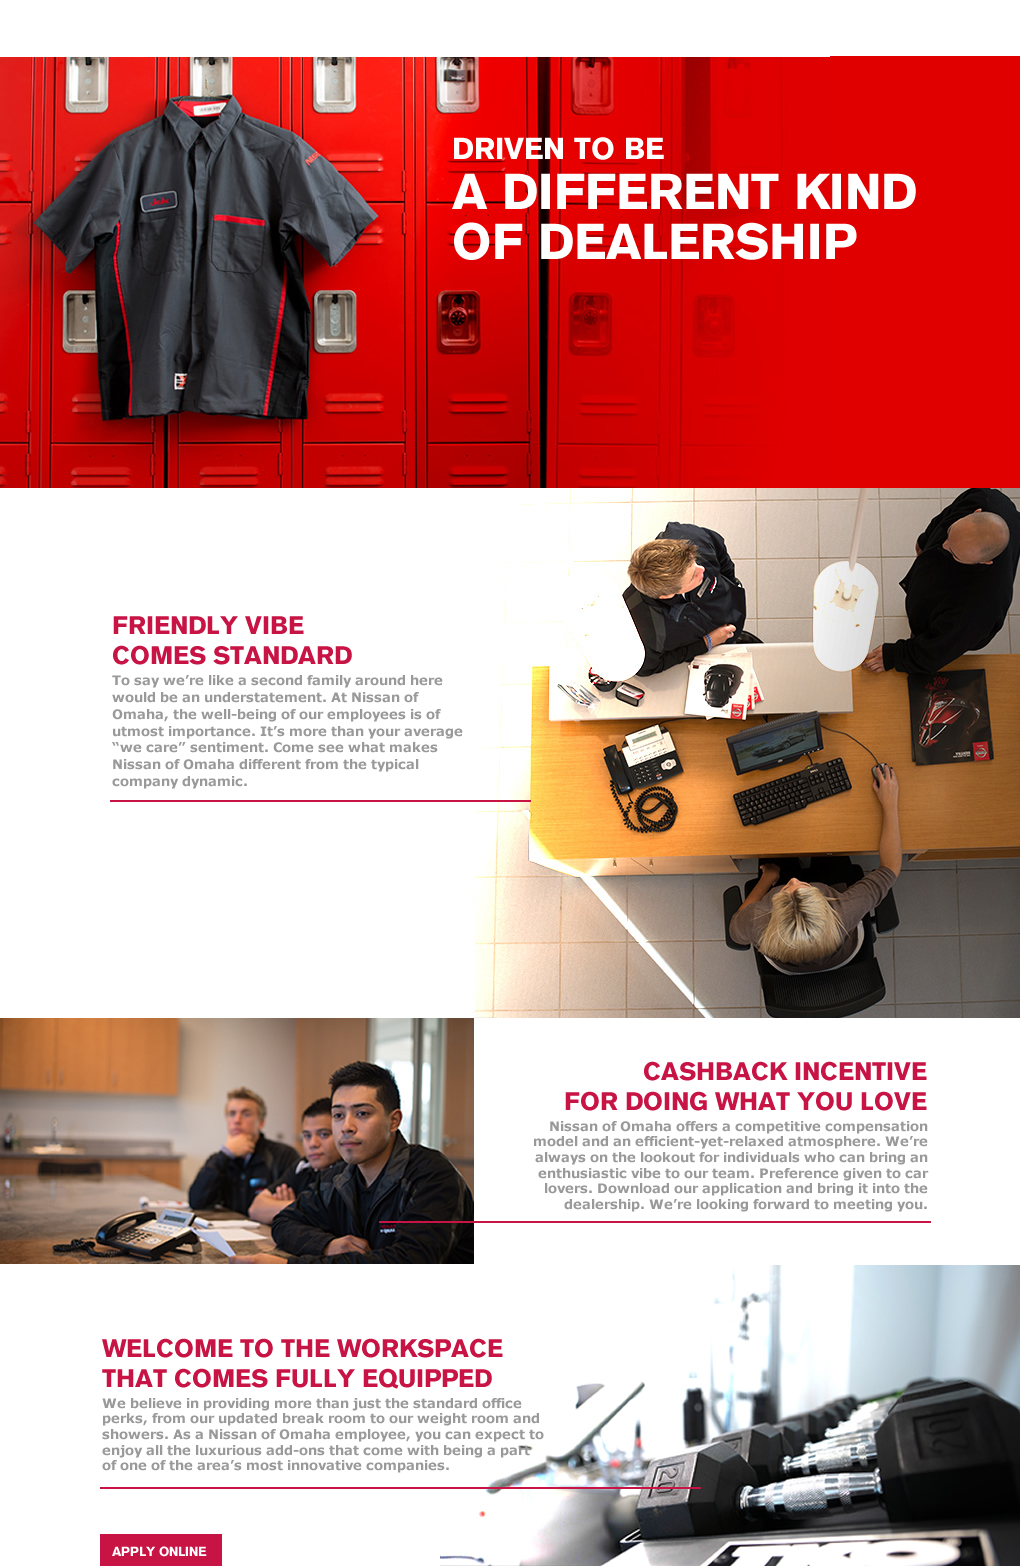 DRIVEN TO BE
A DIFFERENT KIND
OF DEALERSHIP
FRIENDLY VIBE
COMES STANDARD
To say we’re like a second family around here
would be an understatement. At Nissan of
Omaha, the well-being of our employees is of
utmost importance. It’s more than your average
“we care” sentiment. Come see what makes
Nissan of Omaha different from the typical
company dynamic.
CASHBACK INCENTIVE
FOR DOING WHAT YOU LOVE
Nissan of Omaha offers a competitive compensation
model and an efficient-yet-relaxed atmosphere. We’re
always on the lookout for individuals who can bring an
enthusiastic vibe to our team. Preference given to car
lovers. Download our application and bring it into the
dealership. We’re looking forward to meeting you.
WELCOME TO THE WORKSPACE
THAT COMES FULLY EQUIPPED
We believe in providing more than just the standard office
perks, from our updated break room to our weight room and
showers. As a Nissan of Omaha employee, you can expect to
enjoy all the luxurious add-ons that come with being a part
of one of the area’s most innovative companies.
20
20
APPLY ONLINE